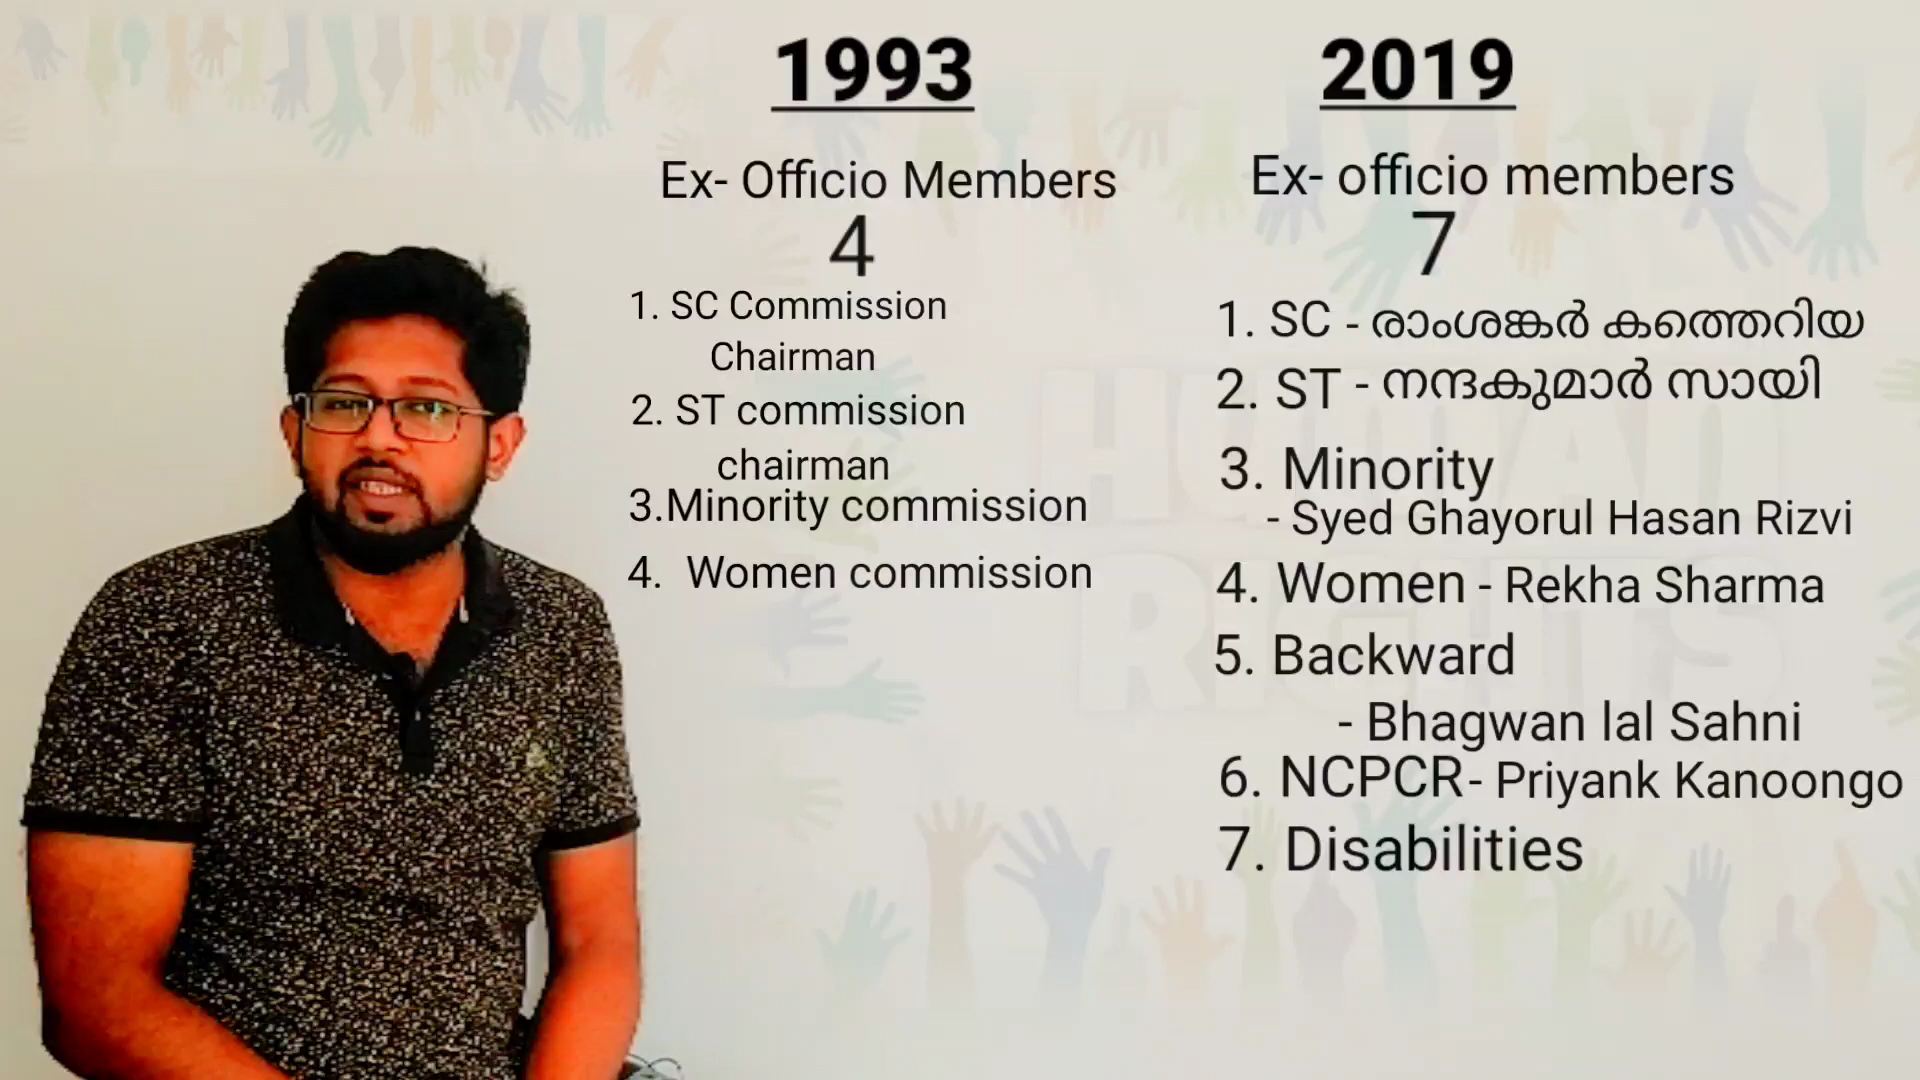 1993
Ex- Officio Members
4
1. SC Commission
Chairman
2. ST commission
chairman
3.Minority commission
4. Women commission
2019
Ex- officio members
7
1. SC - രാംശങ്കർ കത്തെറിയ
2. ST - നന്ദകുമാർ സായി
3. Minority
- Syed Ghayorul Hasan Rizvi
4. Women - Rekha Sharma
5. Backward
- Bhagwan lal Sahni
6. NCPCR- Priyank Kanoongo
7. Disabilities
HUMAN
RIGHTS